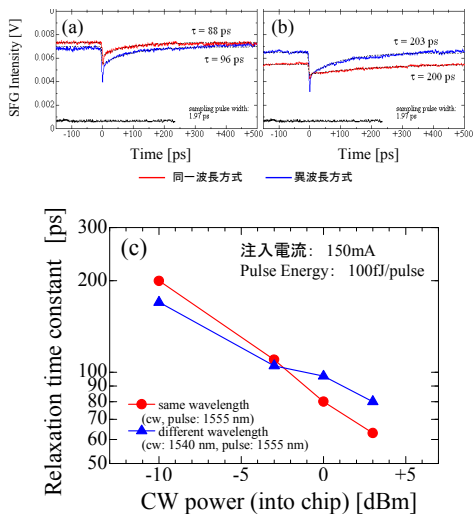 (a)
(b)
SFG Intensity [V]
0.008
0.006
0.004
0.002
0
τ = 88 ps
τ = 96 ps
sampling pulse width:
1.97 ps
-100 0 +100 +200 +300 +400 +500
Time [ps]
τ = 203 ps
τ = 200 ps
sampling pulse width:
1.97 ps
-100 0 +100 +200 +300 +400 +500
Time [ps]
同一波長方式
異波長方式
(c)
注入電流: 150mA
Pulse Energy: 100fJ/pulse
Relaxation time constant [ps]
300
200
100
90
80
70
60
50
same wavelength
(cw, pulse: 1555 nm)
different wavelength
(cw: 1540 nm, pulse: 1555 nm)
-10 -5 0 +5
CW power (into chip) [dBm]